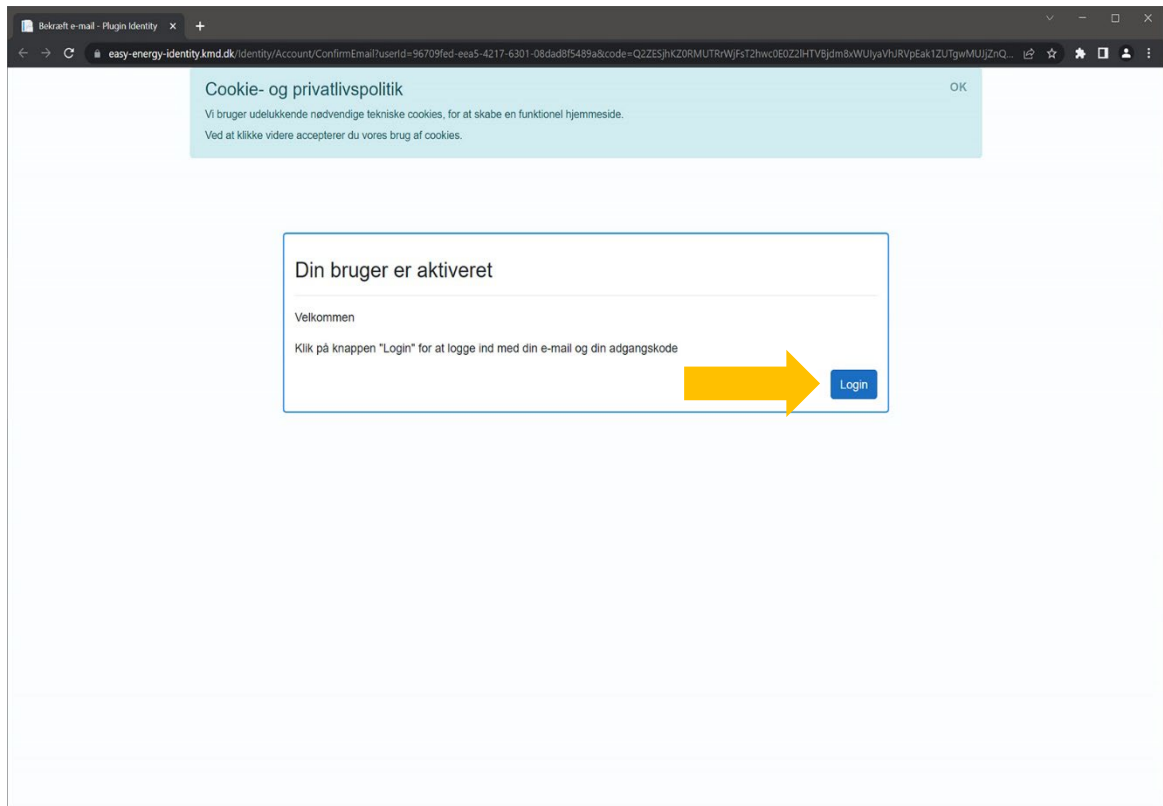 Bekræft e-mail - Plugin Identity
easy-energy-identity.kmd.dk/Identity/Account/ConfirmEmail?userId=96709fed-eea5-4217-6301-08dad8f5489a&code=
Cookie- og privatlivspolitik
OK
Vi bruger udelukkende nødvendige tekniske cookies, for at skabe en funktionel hjemmeside.
Ved at klikke videre accepterer du vores brug af cookies.
Din bruger er aktiveret
Velkommen
Klik på knappen "Login" for at logge ind med din e-mail og din adgangskode
Login